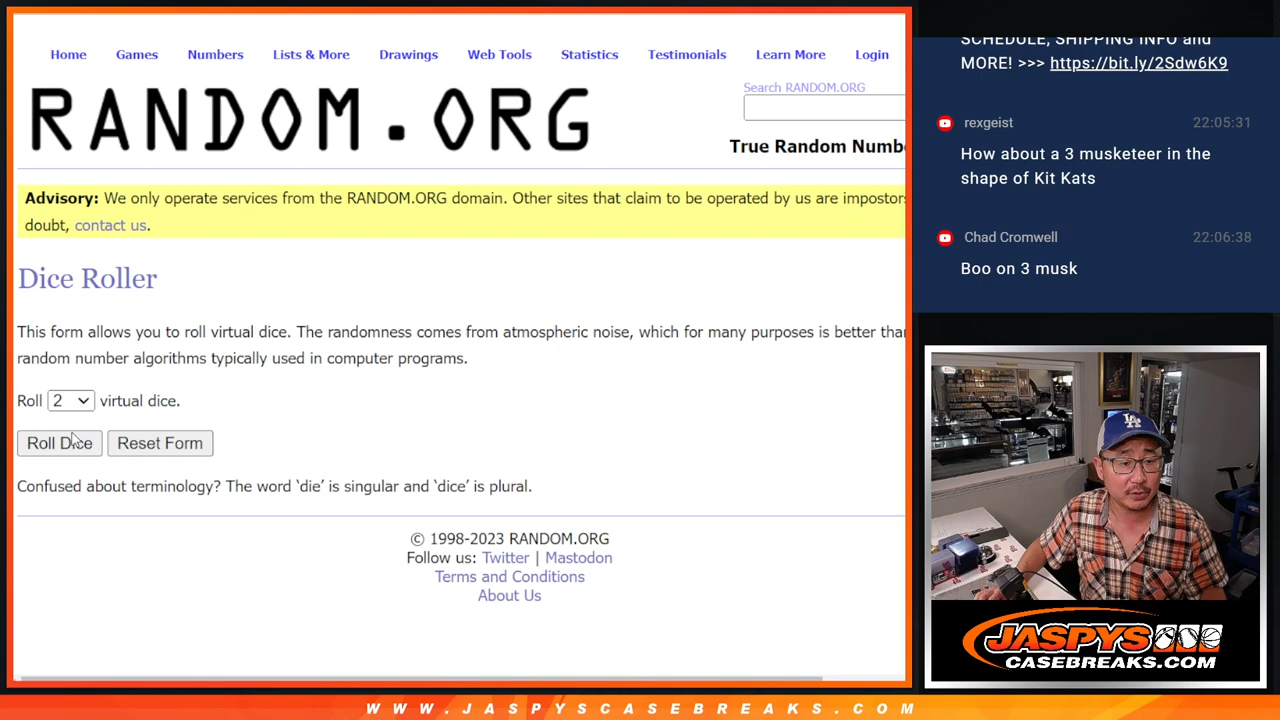 Home Games Numbers Lists & More Drawings Web Tools Statistics Testimonials Learn More Login
RANDOM.ORG
Search RANDOM.ORG
True Random Numb
Advisory: We only operate services from the RANDOM.ORG domain. Other sites that claim to be operated by us are impostors
doubt, contact us.
Dice Roller
This form allows you to roll virtual dice. The randomness comes from atmospheric noise, which for many purposes is better than
random number algorithms typically used in computer programs.
Roll 2 virtual dice.
Roll Dice Reset Form
Confused about terminology? The word ‘die’ is singular and ‘dice’ is plural.
© 1998-2023 RANDOM.ORG
Follow us: Twitter | Mastodon
Terms and Conditions
About Us
SCHEDULE, SHIPPING INFO and
MORE! >>> https://bit.ly/2Sdw6K9
rexgeist 22:05:31
How about a 3 musketeer in the
shape of Kit Kats
Chad Cromwell 22:06:38
Boo on 3 musk
JASPYS
CASEBREAKS.COM
WWW.JASPYSCASEBREAKS.COM